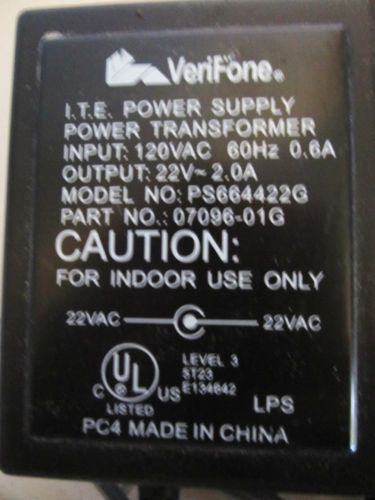 VeriFone®
I.T.E. POWER SUPPLY
POWER TRANSFORMER
INPUT: 120VAC 60Hz 0.6A
OUTPUT: 22V~ 2.0A
MODEL NO: PS664422G
PART NO.: 07096-01G
CAUTION:
FOR INDOOR USE ONLY
22VAC 22VAC
LEVEL 3
UL ® ST23
C US E134642
LISTED LPS
PC4 MADE IN CHINA